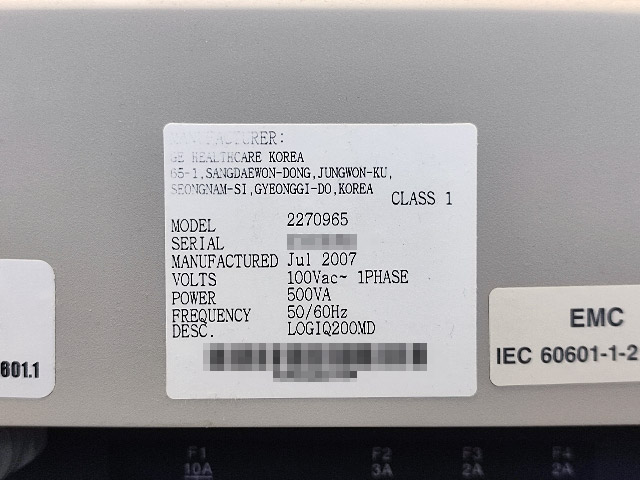 MANUFACTURER:
GE HEALTHCARE KOREA
65-1,SANGDAEWON-DONG,JUNGWON-KU,
SEONGNAM-SI,GYEONGGI-DO,KOREA
CLASS 1
MODEL 2270965
SERIAL
MANUFACTURED Jul 2007
VOLTS 100Vac~ 1PHASE
POWER 500VA
FREQUENCY 50/60Hz
DESC. LOGIQ200MD
601.1
EMC
IEC 60601-1-2
F1 F2 F3 F4
10A 3A 2A 2A